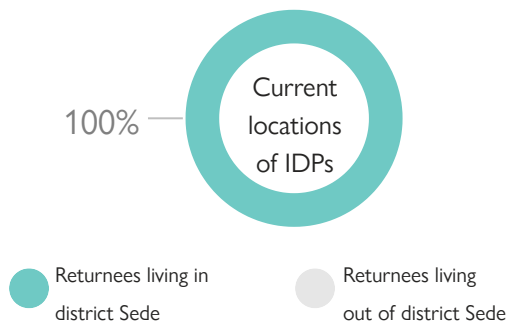 Current
100%
locations
of IDPs
Returnees living in
district Sede
Returnees living
out of district Sede